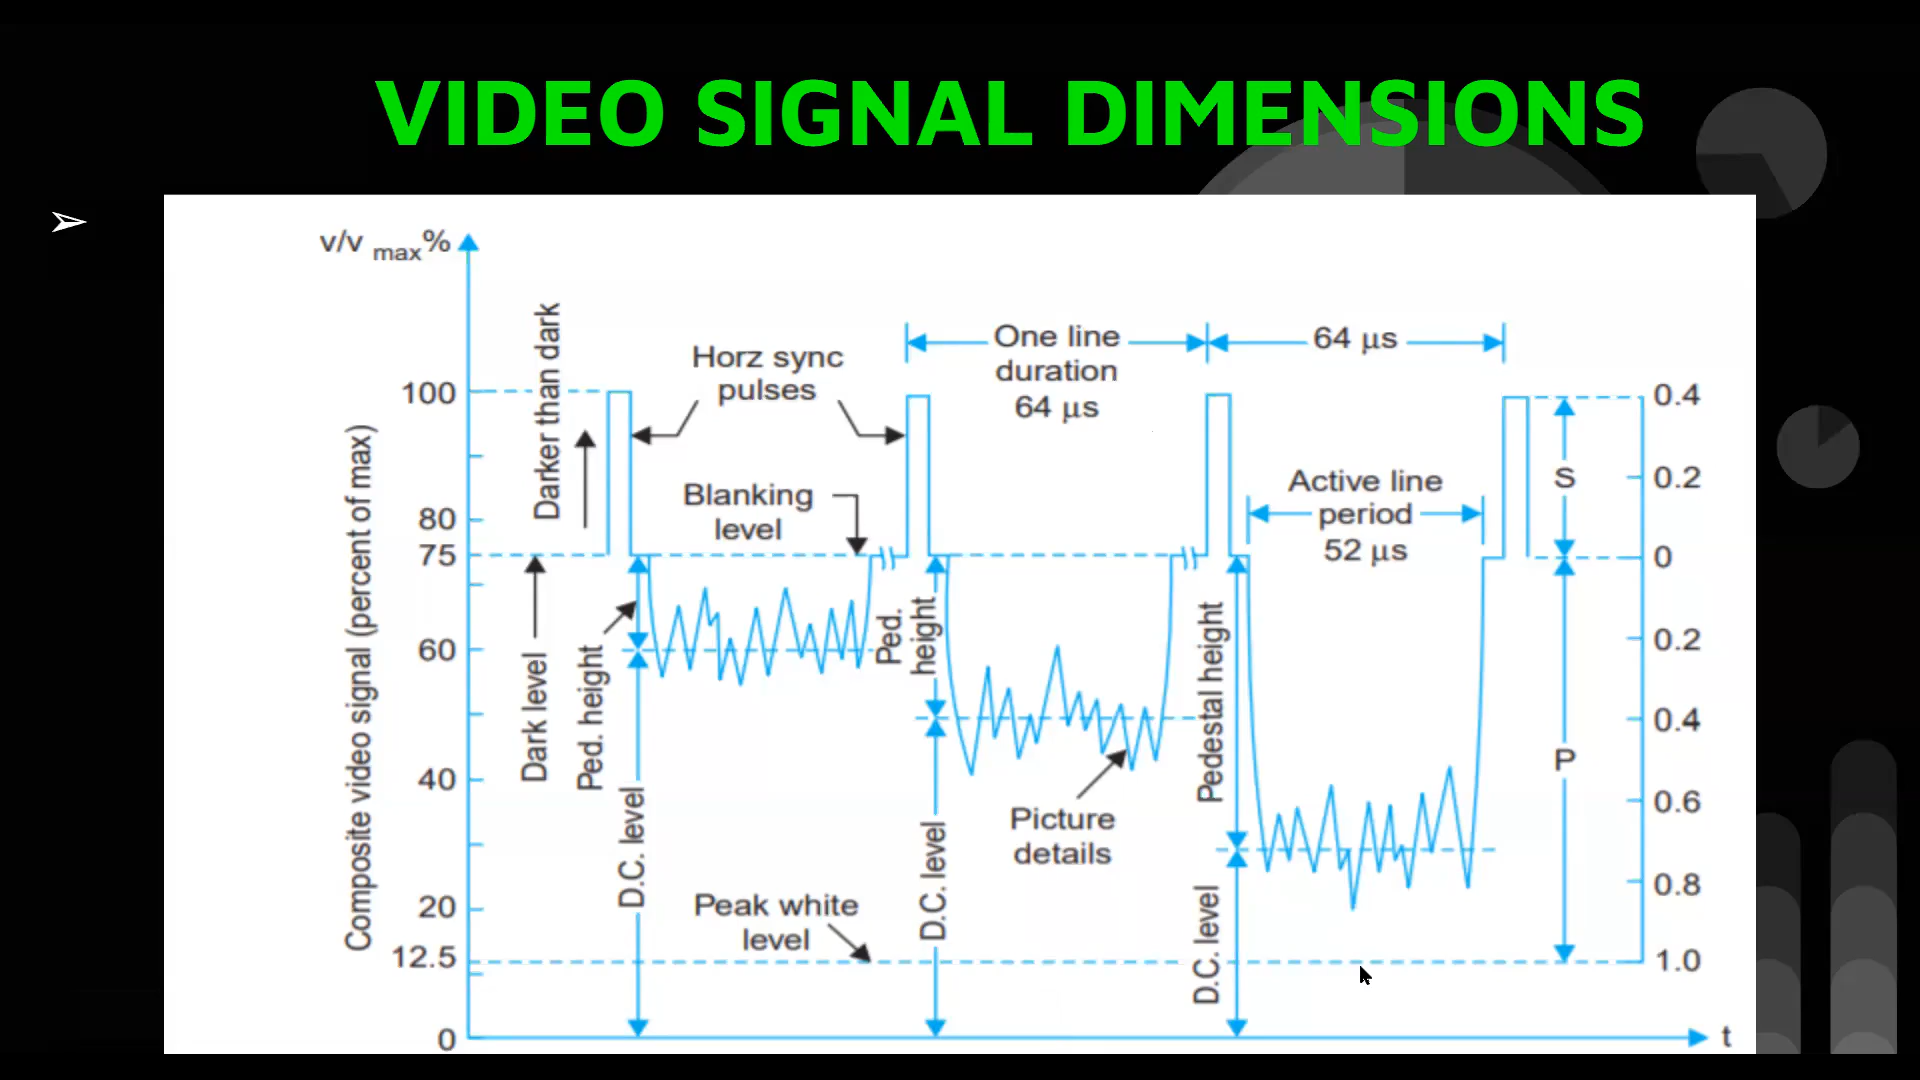 VIDEO SIGNAL DIMENSIONS
v/v max%
Composite video signal (percent of max)
100
80
75
60
40
20
12.5
0
Darker than dark
Dark level
Ped. height
D.C. level
Horz sync
pulses
Blanking
level
Peak white
level
Ped.
height
D.C. level
One line
duration
64 µs
Picture
details
Pedestal height
D.C. level
64 µs
Active line
period
52 µs
S
P
0.4
0.2
0
0.2
0.4
0.6
0.8
1.0
t